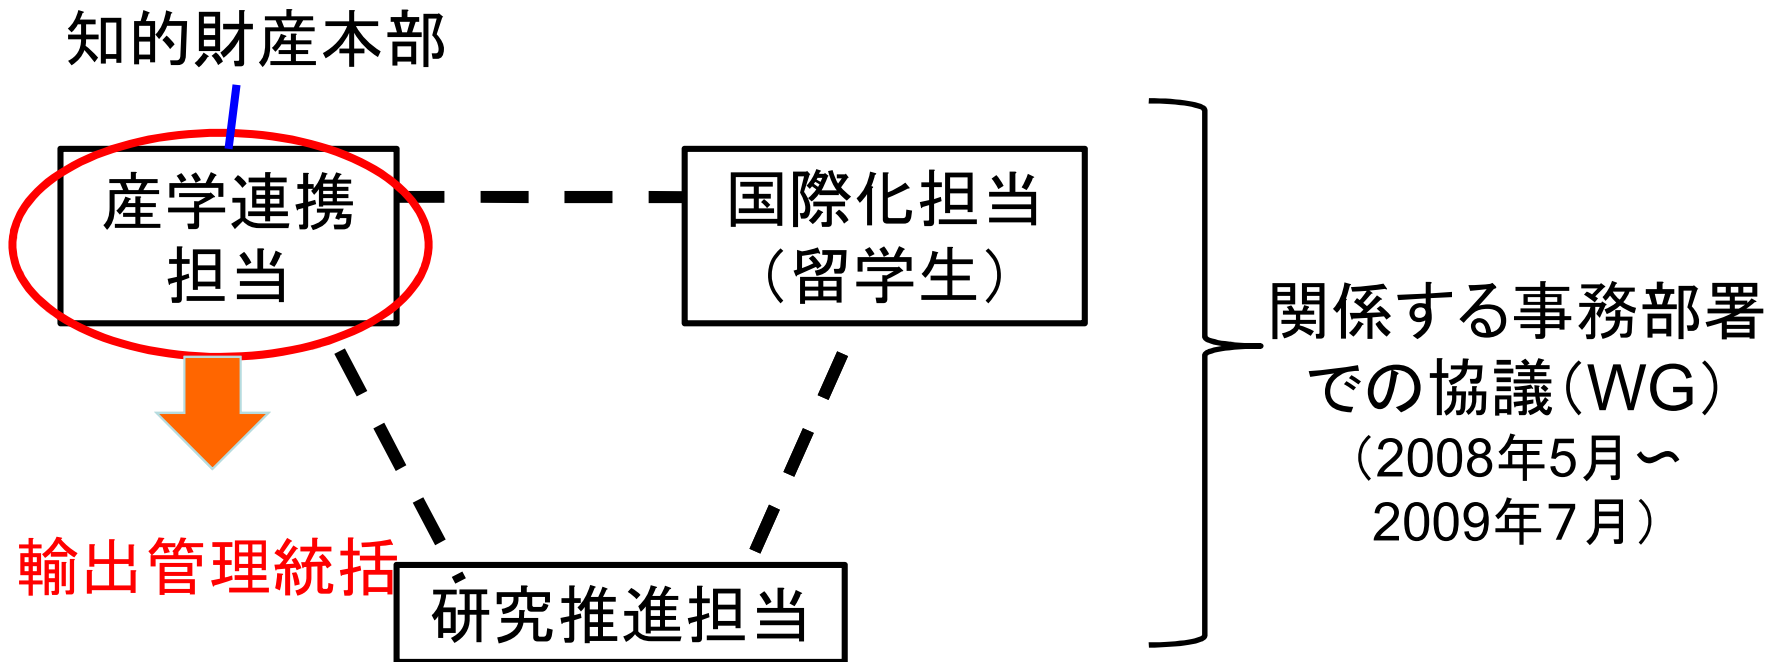 知的財産本部
産学連携
担当
国際化担当
（留学生）
関係する事務部署
での協議（WG）
（2008年5月～
2009年７月）
輸出管理統括
研究推進担当